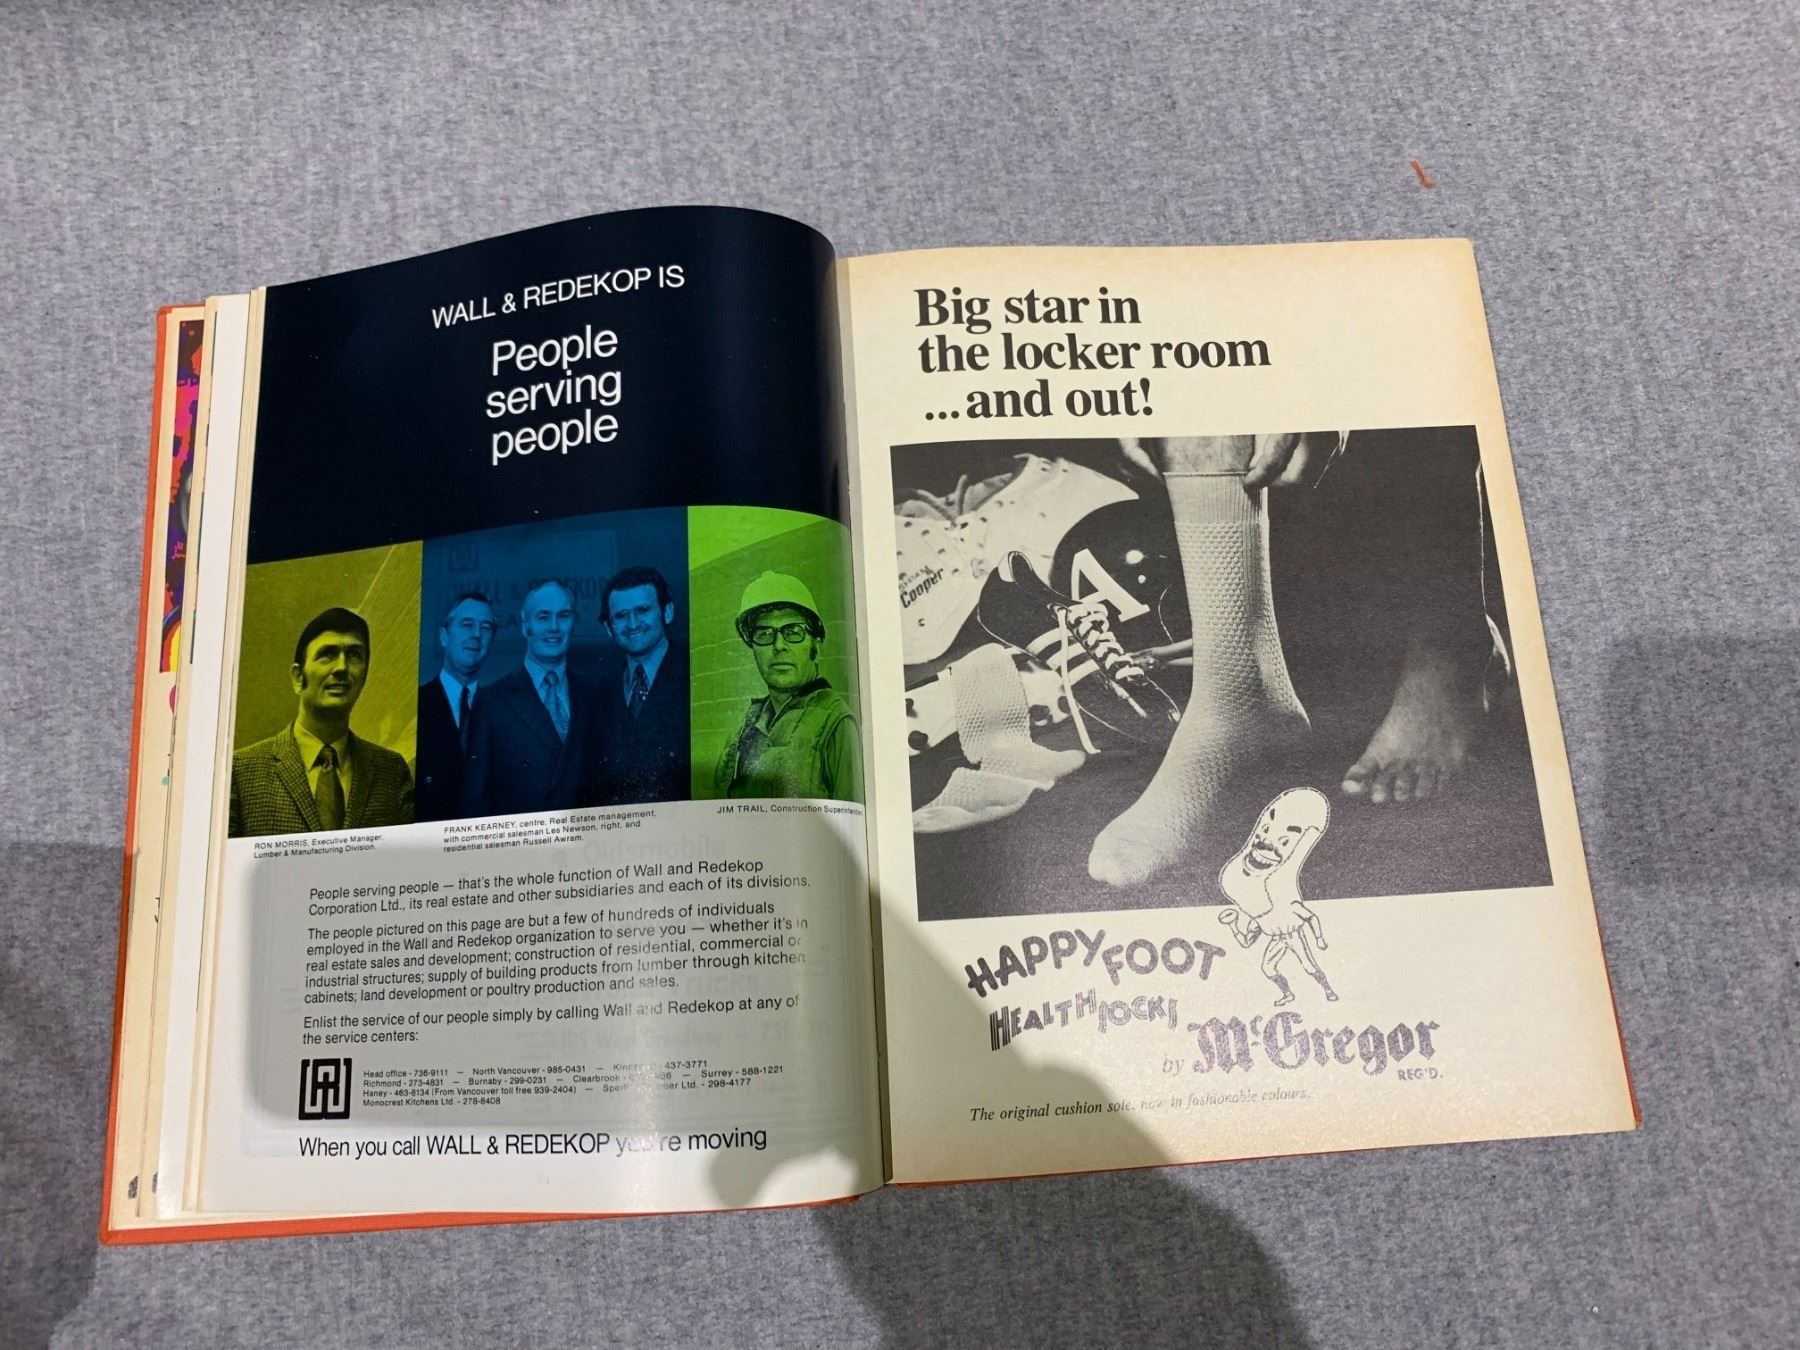 WALL & REDEKOP IS
People
serving
people
RON MORRIS, Executive Manager,
Lumber & Manufacturing Division.
FRANK KEARNEY, centre, Real Estate management,
with commercial salesman Les Newson, right, and
residential salesman Russell Awram.
JIM TRAIL, Construction Superintendent
People serving people — that's the whole function of Wall and Redekop
Corporation Ltd., its real estate and other subsidiaries and each of its divisions.
The people pictured on this page are but a few of hundreds of individuals
employed in the Wall and Redekop organization to serve you — whether it's in
real estate sales and development; construction of residential, commercial or
industrial structures; supply of building products from lumber through kitchen
cabinets; land development or poultry production and sales.
Enlist the service of our people simply by calling Wall and Redekop at any of
the service centers:
Head office - 736-9111 — North Vancouver - 985-0431 — 437-3771
Richmond - 273-4831 — Burnaby - 299-0231 — Clearbrook - — Surrey - 588-1221
Haney - 463-8134 (From Vancouver toll free 939-2404) — Ltd. - 298-4177
Monocrest Kitchens Ltd. - 278-8408
When you call WALL & REDEKOP you're moving
Big star in
the locker room
...and out!
Cooper
A
HAPPY FOOT
HEALTH SOCKS
by McGregor
REG'D.
The original cushion sole, now in fashionable colours.